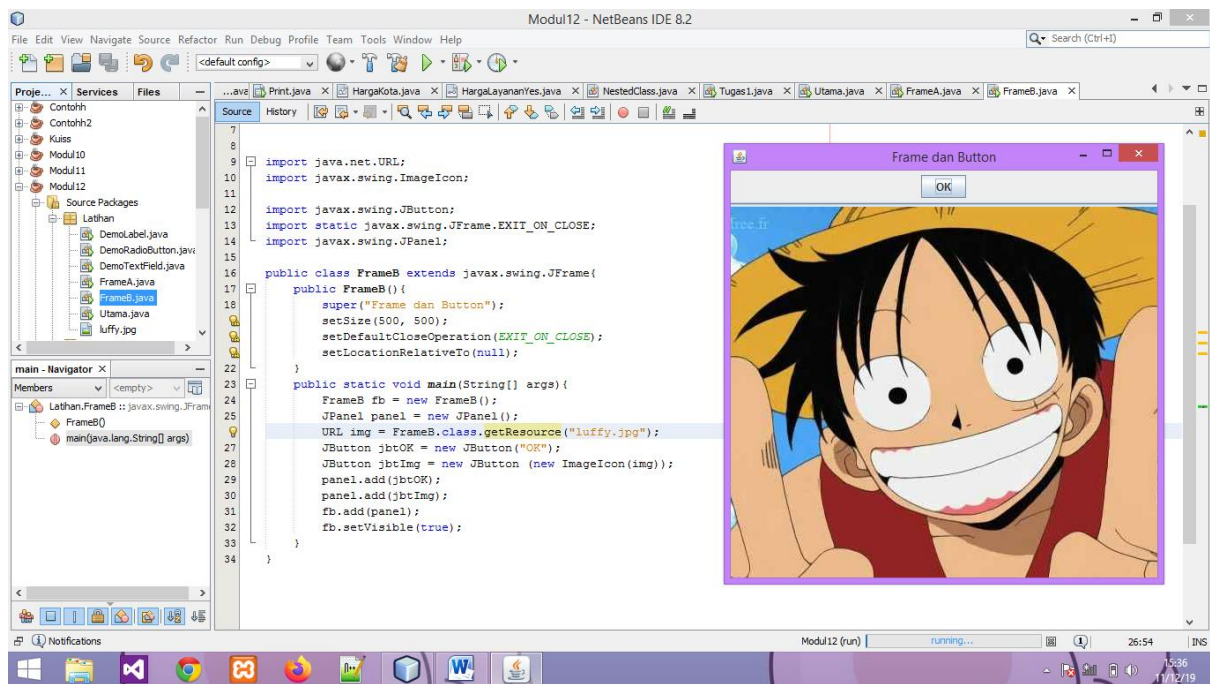 Modul12 - NetBeans IDE 8.2
File Edit View Navigate Source Refactor Run Debug Profile Team Tools Window Help
Search (Ctrl+I)
<default config>
Proje... Services Files
...ava Print.java HargaKota.java HargaLayananYes.java NestedClass.java Tugas1.java Utama.java FrameA.java FrameB.java
Source History
Contohh
Contohh2
Kuiss
Modul10
Modul11
Modul12
Source Packages
Latihan
DemoLabel.java
DemoRadioButton.java
DemoTextField.java
FrameA.java
FrameB.java
Utama.java
luffy.jpg
main - Navigator
Members <empty>
Latihan.FrameB :: javax.swing.JFram
FrameB()
main(java.lang.String[] args)
7
8
9 import java.net.URL;
10 import javax.swing.ImageIcon;
11
12 import javax.swing.JButton;
13 import static javax.swing.JFrame.EXIT_ON_CLOSE;
14 import javax.swing.JPanel;
15
16 public class FrameB extends javax.swing.JFrame{
17 public FrameB(){
18 super("Frame dan Button");
setSize(500, 500);
setDefaultCloseOperation(EXIT_ON_CLOSE);
setLocationRelativeTo(null);
22 }
23 public static void main(String[] args){
24 FrameB fb = new FrameB();
25 JPanel panel = new JPanel();
URL img = FrameB.class.getResource("luffy.jpg");
27 JButton jbtOK = new JButton("OK");
28 JButton jbtImg = new JButton (new ImageIcon(img));
29 panel.add(jbtOK);
30 panel.add(jbtImg);
31 fb.add(panel);
32 fb.setVisible(true);
33 }
34 }
Frame dan Button
OK
free.fr
Notifications
Modul12 (run) running... 1 26:54 INS
15:36
11/12/19